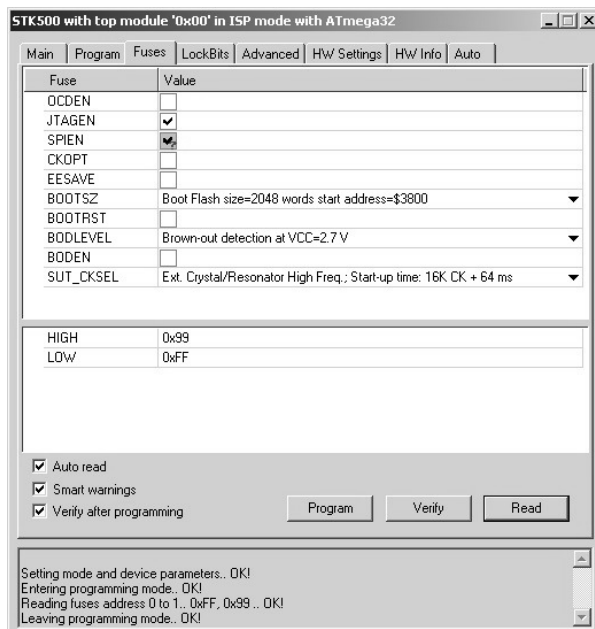 STK500 with top module '0x00' in ISP mode with ATmega32
Main Program Fuses LockBits Advanced HW Settings HW Info Auto
Fuse Value
OCDEN
JTAGEN
SPIEN
CKOPT
EESAVE
BOOTSZ Boot Flash size=2048 words start address=$3800
BOOTRST
BODLEVEL Brown-out detection at VCC=2.7 V
BODEN
SUT_CKSEL Ext. Crystal/Resonator High Freq.; Start-up time: 16K CK + 64 ms
HIGH 0x99
LOW 0xFF
Auto read
Smart warnings
Verify after programming
Program Verify Read
Setting mode and device parameters.. OK!
Entering programming mode.. OK!
Reading fuses address 0 to 1.. 0xFF, 0x99 .. OK!
Leaving programming mode.. OK!